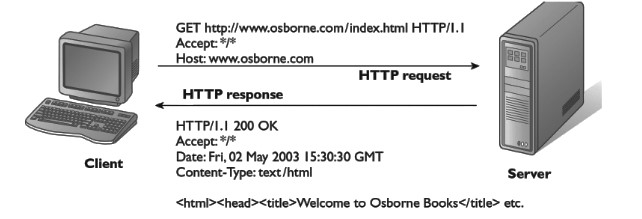 GET http://www.osborne.com/index.html HTTP/1.1
Accept: */*
Host: www.osborne.com
HTTP request
HTTP response
HTTP/1.1 200 OK
Accept: */*
Date: Fri, 02 May 2003 15:30:30 GMT
Content-Type: text/html
Client
Server
<html><head><title>Welcome to Osborne Books</title> etc.